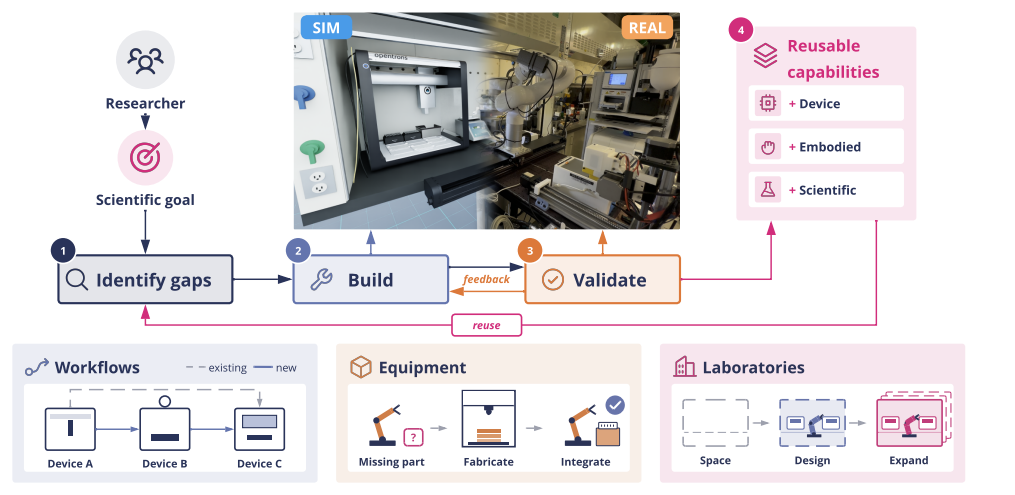 SIM
REAL
opentrons
Researcher
Scientific goal
1
Identify gaps
2
Build
feedback
3
Validate
4
Reusable
capabilities
+ Device
+ Embodied
+ Scientific
reuse
Workflows
existing
new
Device A
Device B
Device C
Equipment
?
Missing part
Fabricate
Integrate
Laboratories
Space
Design
Expand